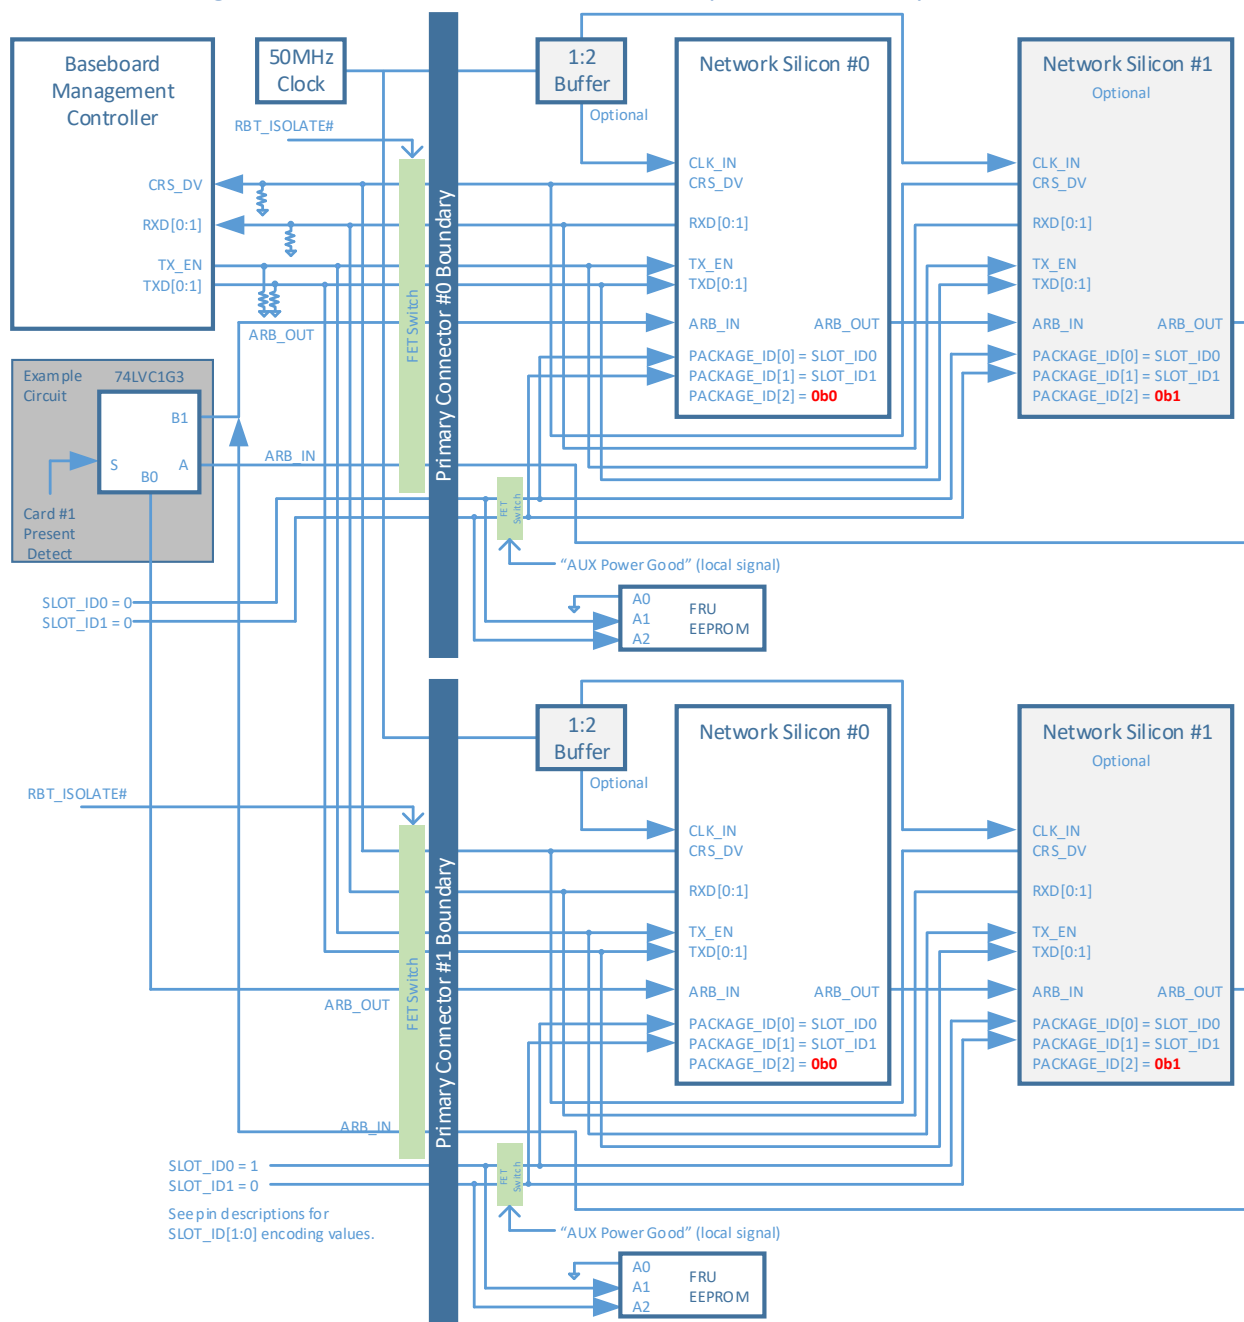 Baseboard
Management
Controller
CRS_DV
RXD[0:1]
TX_EN
TXD[0:1]
50MHz
Clock
RBT_ISOLATE#
ARB_OUT
ARB_IN
FET Switch
Primary Connector #0 Boundary
Example
Circuit
74LVC1G3
B1
S
A
B0
Card #1
Present
Detect
SLOT_ID0 = 0
SLOT_ID1 = 0
1:2
Buffer
Optional
Network Silicon #0
CLK_IN
CRS_DV
RXD[0:1]
TX_EN
TXD[0:1]
ARB_IN
ARB_OUT
PACKAGE_ID[0] = SLOT_ID0
PACKAGE_ID[1] = SLOT_ID1
PACKAGE_ID[2] = 0b0
Network Silicon #1
Optional
CLK_IN
CRS_DV
RXD[0:1]
TX_EN
TXD[0:1]
ARB_IN
ARB_OUT
PACKAGE_ID[0] = SLOT_ID0
PACKAGE_ID[1] = SLOT_ID1
PACKAGE_ID[2] = 0b1
FET
Switch
“AUX Power Good” (local signal)
A0
A1
A2
FRU
EEPROM
RBT_ISOLATE#
ARB_OUT
ARB_IN
FET Switch
Primary Connector #1 Boundary
SLOT_ID0 = 1
SLOT_ID1 = 0
See pin descriptions for
SLOT_ID[1:0] encoding values.
1:2
Buffer
Optional
Network Silicon #0
CLK_IN
CRS_DV
RXD[0:1]
TX_EN
TXD[0:1]
ARB_IN
ARB_OUT
PACKAGE_ID[0] = SLOT_ID0
PACKAGE_ID[1] = SLOT_ID1
PACKAGE_ID[2] = 0b0
Network Silicon #1
Optional
CLK_IN
CRS_DV
RXD[0:1]
TX_EN
TXD[0:1]
ARB_IN
ARB_OUT
PACKAGE_ID[0] = SLOT_ID0
PACKAGE_ID[1] = SLOT_ID1
PACKAGE_ID[2] = 0b1
FET
Switch
“AUX Power Good” (local signal)
A0
A1
A2
FRU
EEPROM